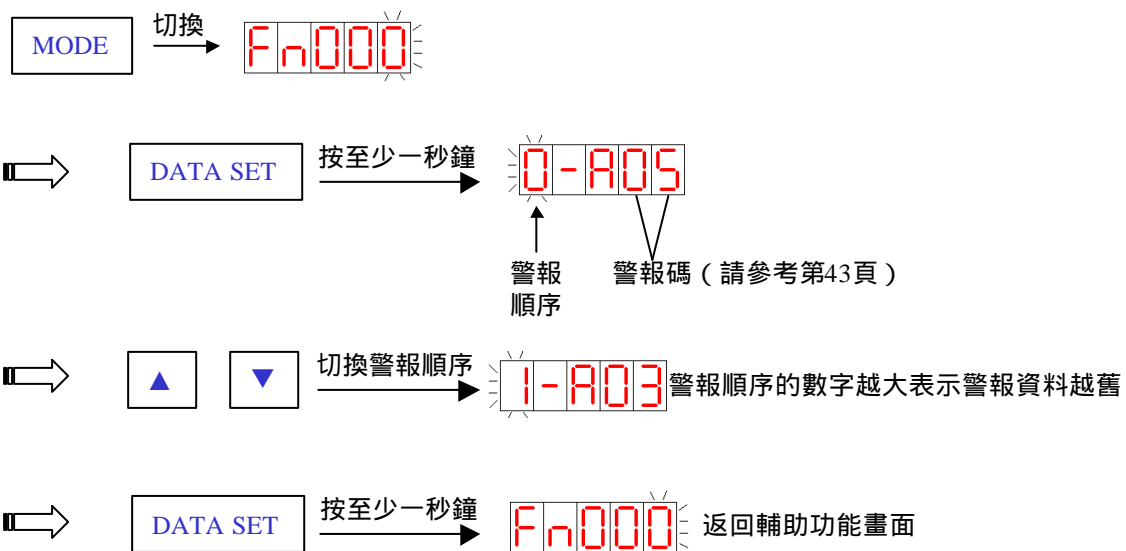 MODE 切換 Fn000
DATA SET 按至少一秒鐘 0-A05
警報
順序
警報碼（請參考第43頁）
▲ ▼ 切換警報順序 1-A03 警報順序的數字越大表示警報資料越舊
DATA SET 按至少一秒鐘 Fn000 返回輔助功能畫面